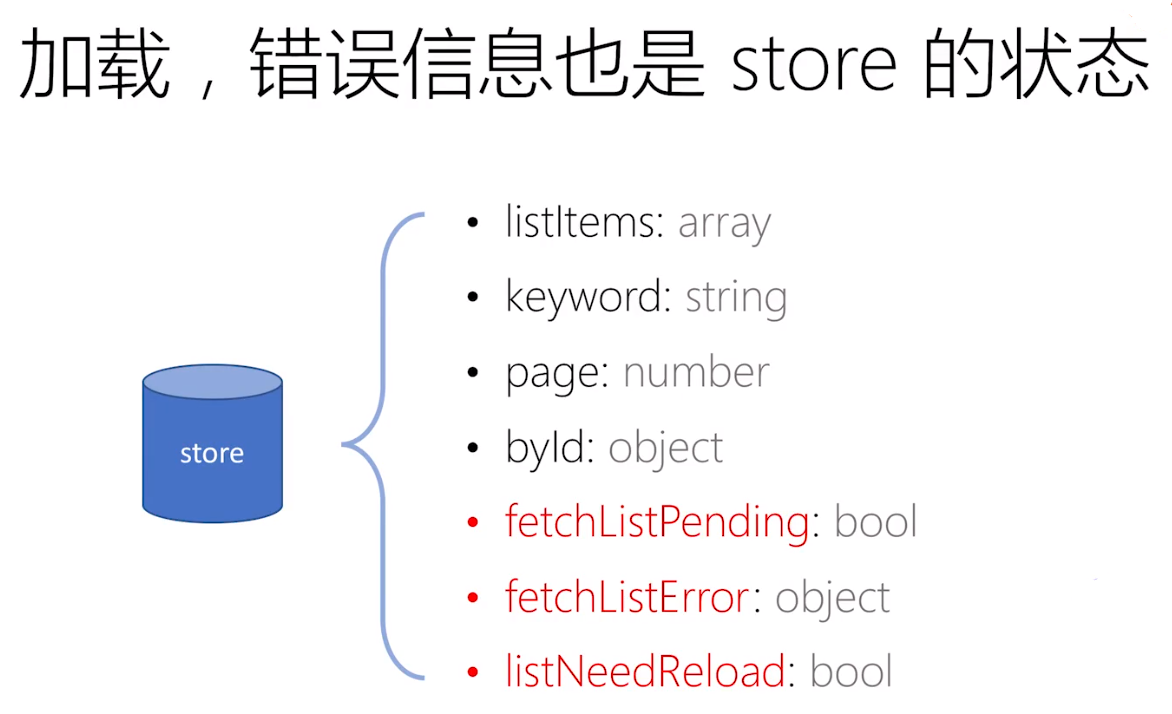 加载，错误信息也是 store 的状态
• listItems: array
• keyword: string
• page: number
• byId: object
store
• fetchListPending: bool
• fetchListError: object
• listNeedReload: bool